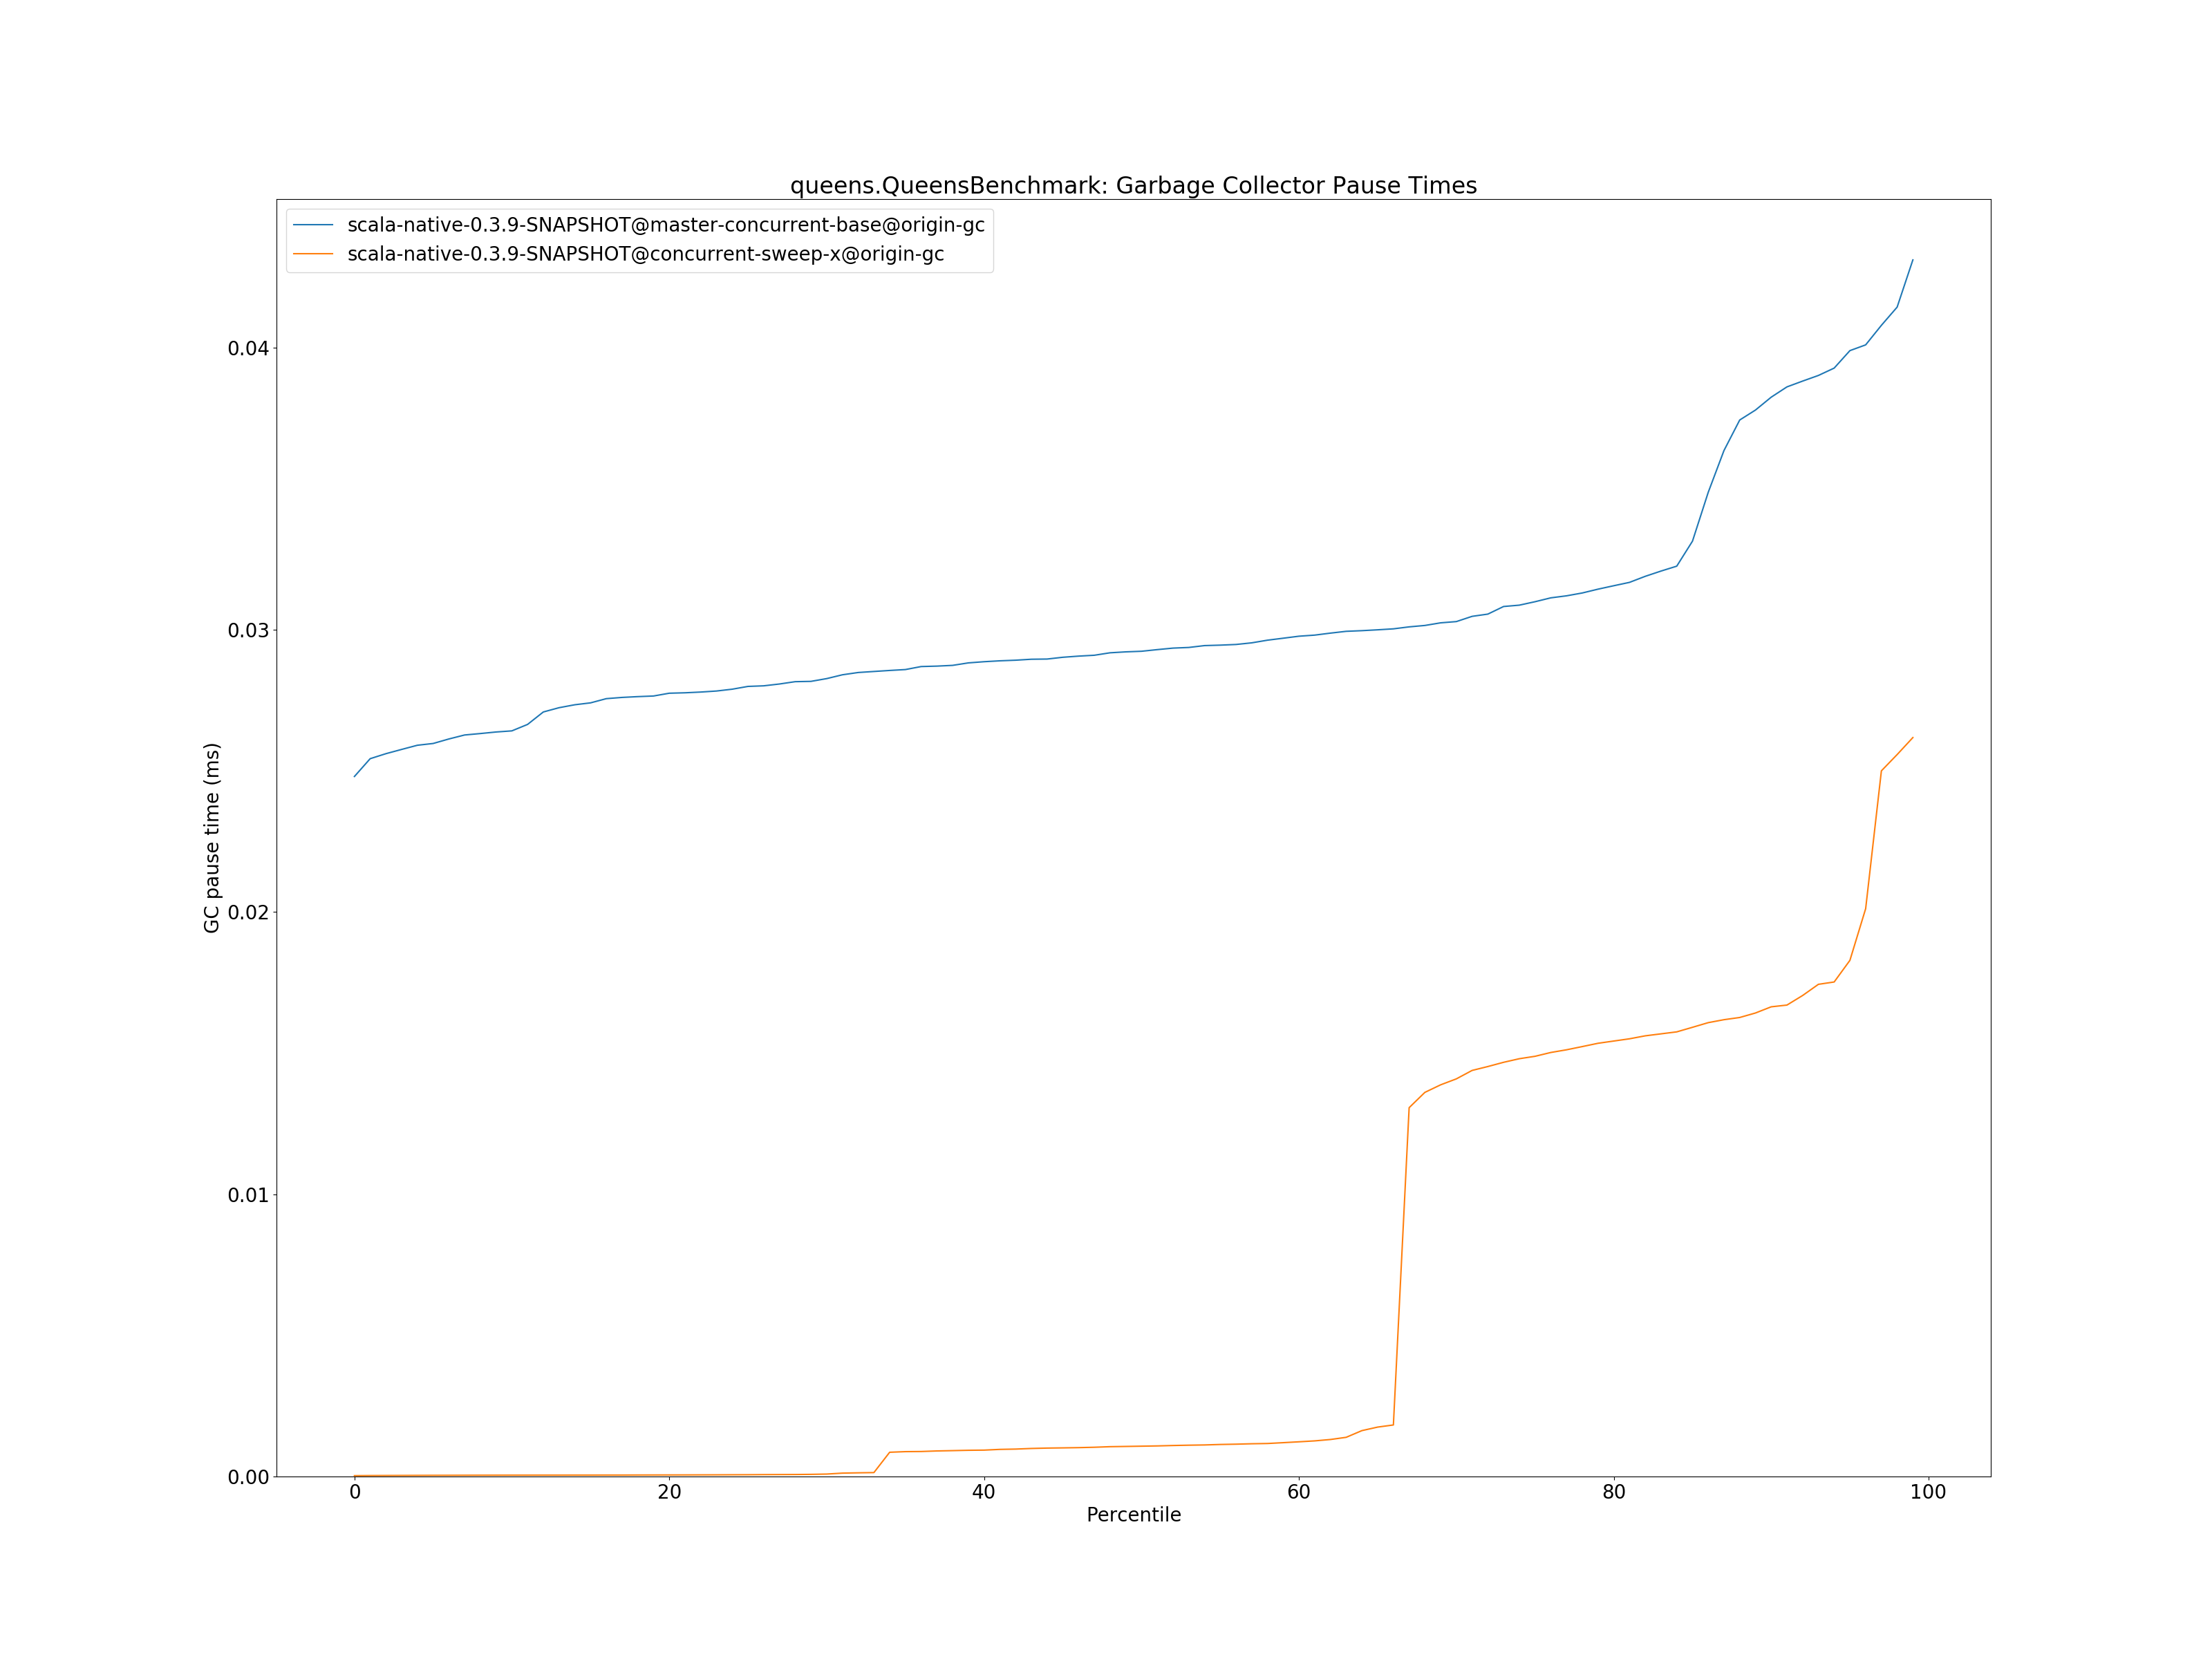 queens.QueensBenchmark: Garbage Collector Pause Times
scala-native-0.3.9-SNAPSHOT@master-concurrent-base@origin-gc
scala-native-0.3.9-SNAPSHOT@concurrent-sweep-x@origin-gc
0.04
0.03
0.02
0.01
0.00
GC pause time (ms)
0 20 40 60 80 100
Percentile